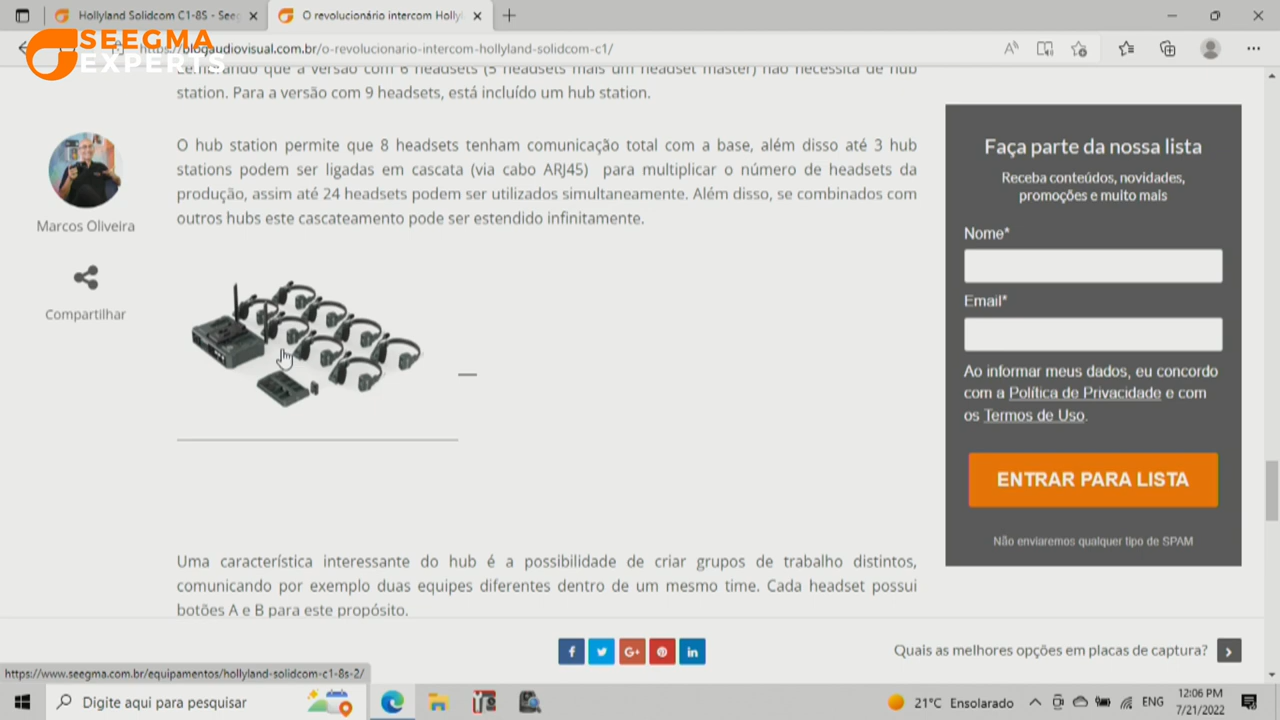 Hollyland Solidcom C1-8S - Seeg
O revolucionário intercom Holly
SEEGMA
EXPERTS
https://blogaudiovisual.com.br/o-revolucionario-intercom-hollyland-solidcom-c1/
Lembrando que a versão com 6 headsets (5 headsets mais um headset master) não necessita de hub
station. Para a versão com 9 headsets, está incluído um hub station.
O hub station permite que 8 headsets tenham comunicação total com a base, além disso até 3 hub
stations podem ser ligadas em cascata (via cabo ARJ45) para multiplicar o número de headsets da
produção, assim até 24 headsets podem ser utilizados simultaneamente. Além disso, se combinados com
outros hubs este cascateamento pode ser estendido infinitamente.
Marcos Oliveira
Compartilhar
Uma característica interessante do hub é a possibilidade de criar grupos de trabalho distintos,
comunicando por exemplo duas equipes diferentes dentro de um mesmo time. Cada headset possui
botões A e B para este propósito.
Faça parte da nossa lista
Receba conteúdos, novidades,
promoções e muito mais
Nome*
Email*
Ao informar meus dados, eu concordo
com a Política de Privacidade e com
os Termos de Uso.
ENTRAR PARA LISTA
Não enviaremos qualquer tipo de SPAM
Quais as melhores opções em placas de captura?
https://www.seegma.com.br/equipamentos/hollyland-solidcom-c1-8s-2/
Digite aqui para pesquisar
21°C Ensolarado
ENG
12:06 PM
7/21/2022